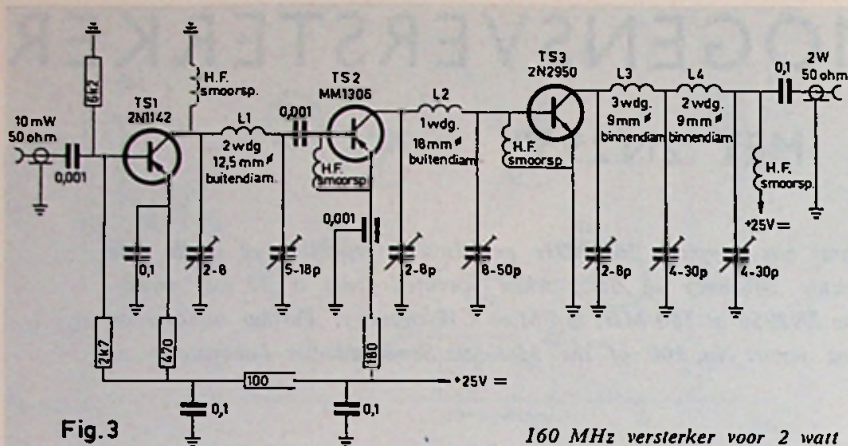 OGENSVERSTERKER
10 mW
50 ohm
0,001
6k2
TS1
2N1142
H.F.
smoorsp.
L1
2 wdg
12,5 mm ø
buitendiam.
0,001
TS2
MM1306
H.F.
smoorsp.
L2
1 wdg.
18 mm ø
buitendiam.
H.F.
smoorsp.
TS3
2N2950
L3
3 wdg.
9 mm ø
binnendiam.
L4
2 wdg.
9 mm ø
binnendiam.
0,1
2W
50 ohm
H.F.
smoorsp.
+25V=
0,1
2-8
5-18p
0,001
2-8p
8-50p
2-8p
4-30p
4-30p
2k7
470
100
180
+25V=
0,1
0,1
Fig.3
160 MHz versterker voor 2 watt